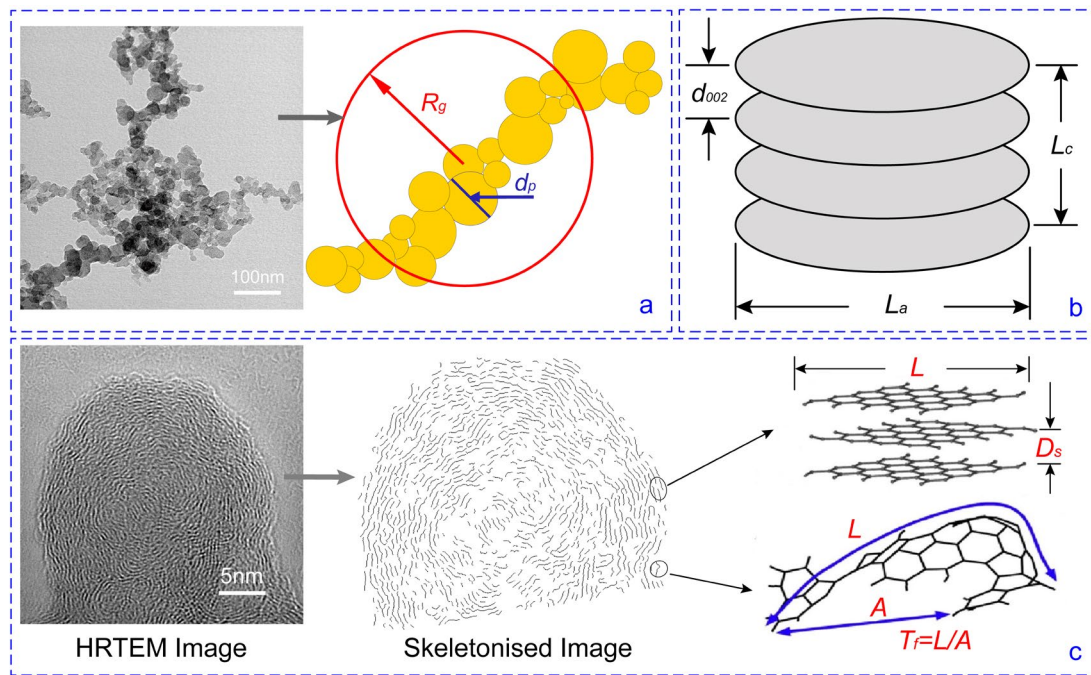 R_g
d_p
100nm
a
d_002
L_c
L_a
b
5nm
HRTEM Image
Skeletonised Image
L
D_s
L
A
T_f=L/A
c